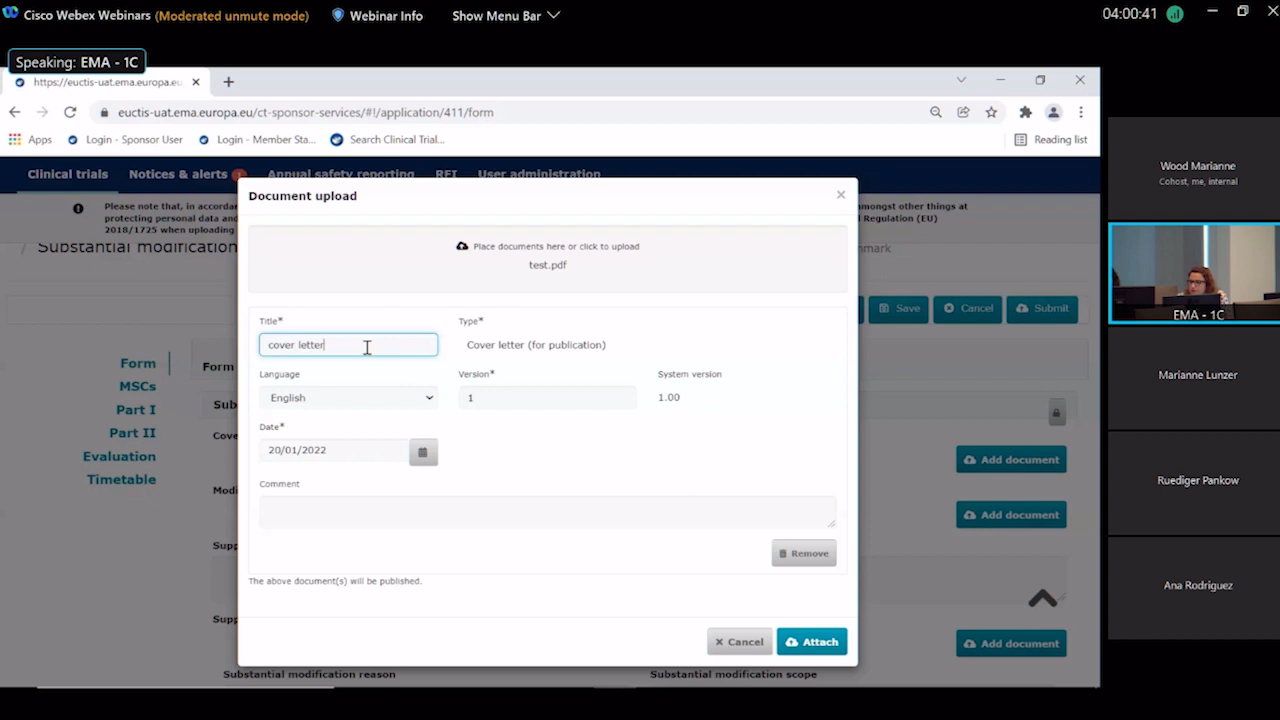 Cisco Webex Webinars (Moderated unmute mode) Webinar Info Show Menu Bar 04:00:41
Speaking: EMA - 1C
https://euctis-uat.ema.europa.eu
euctis-uat.ema.europa.eu/ct-sponsor-services/#!/application/411/form
Apps Login - Sponsor User Login - Member Sta... Search Clinical Trial... Reading list
Clinical trials Notices & alerts Annual safety reporting RFI User administration
Please note that, in accordan amongst other things at
protecting personal data and Regulation (EU)
2018/1725 when uploading
/ Substantial modification nmark
Document upload
Place documents here or click to upload
test.pdf
Save Cancel Submit
Title* Type*
cover letter Cover letter (for publication)
Language Version* System version
English 1 1.00
Date*
20/01/2022
Comment
Remove
The above document(s) will be published.
Cancel Attach
Form
MSCs
Part I
Part II
Evaluation
Timetable
Form
Sub
Cove
Add document
Modi
Add document
Supp
Supp
Add document
Substantial modification reason Substantial modification scope
Wood Marianne
Cohost, me, internal
EMA - 1C
Marianne Lunzer
Ruediger Pankow
Ana Rodriguez